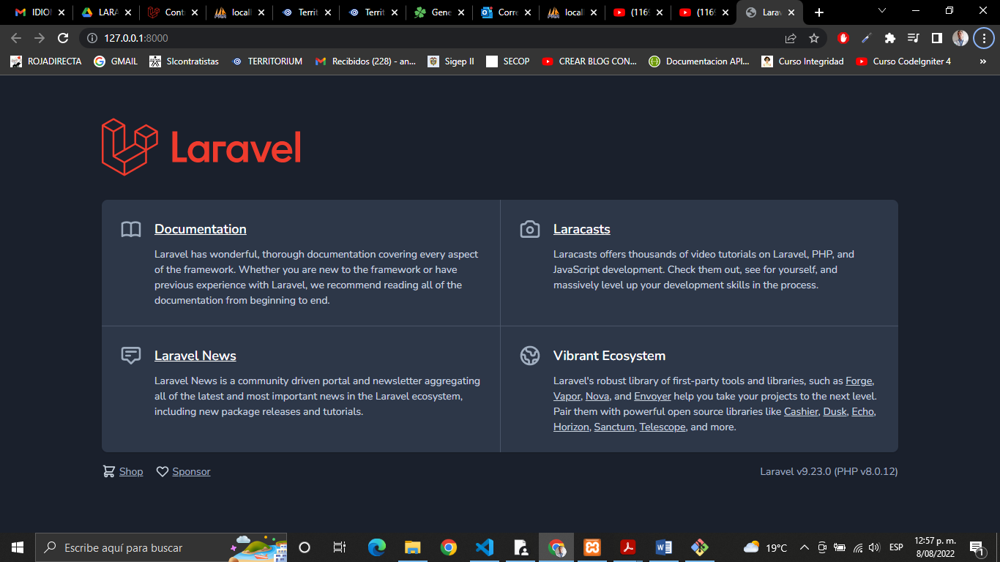 IDIO
LARA
Cont
local
Territ
Territ
Gene
Corre
local
(116
(116
Larav
127.0.0.1:8000
ROJADIRECTA
GMAIL
SIcontratistas
TERRITORIUM
Recibidos (228) - an...
Sigep II
SECOP
CREAR BLOG CON...
Documentacion API...
Curso Integridad
Curso CodeIgniter 4
»
Laravel
Documentation
Laravel has wonderful, thorough documentation covering every aspect
of the framework. Whether you are new to the framework or have
previous experience with Laravel, we recommend reading all of the
documentation from beginning to end.
Laracasts
Laracasts offers thousands of video tutorials on Laravel, PHP, and
JavaScript development. Check them out, see for yourself, and
massively level up your development skills in the process.
Laravel News
Laravel News is a community driven portal and newsletter aggregating
all of the latest and most important news in the Laravel ecosystem,
including new package releases and tutorials.
Vibrant Ecosystem
Laravel's robust library of first-party tools and libraries, such as Forge,
Vapor, Nova, and Envoyer help you take your projects to the next level.
Pair them with powerful open source libraries like Cashier, Dusk, Echo,
Horizon, Sanctum, Telescope, and more.
Shop
Sponsor
Laravel v9.23.0 (PHP v8.0.12)
Escribe aquí para buscar
19°C
ESP
12:57 p. m.
8/08/2022
1